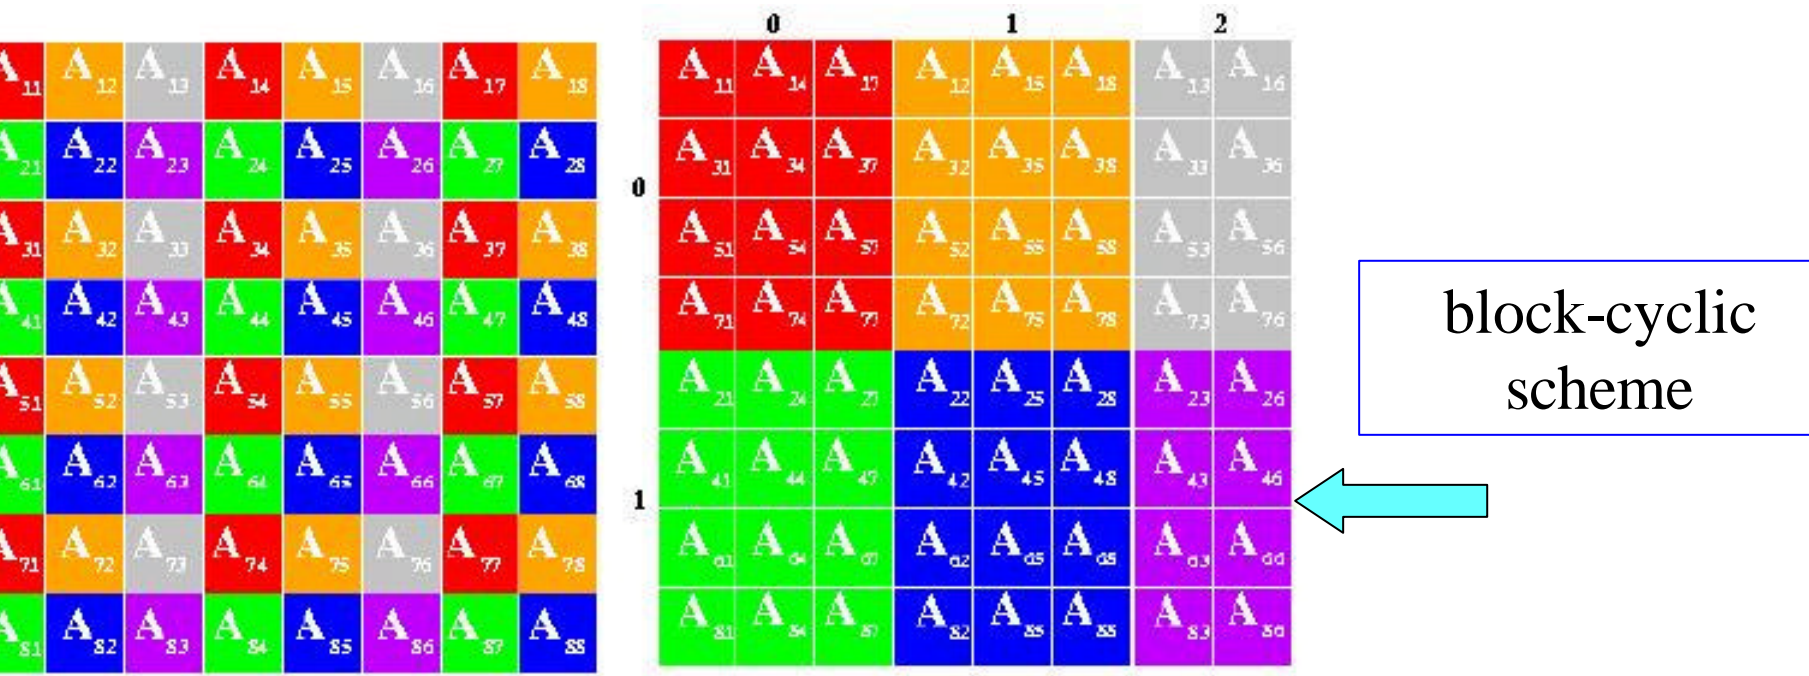 0 1 2
A11 A12 A13 A14 A15 A16 A17 A18
A21 A22 A23 A24 A25 A26 A27 A28
A31 A32 A33 A34 A35 A36 A37 A38
A41 A42 A43 A44 A45 A46 A47 A48
A51 A52 A53 A54 A55 A56 A57 A58
A61 A62 A63 A64 A65 A66 A67 A68
A71 A72 A73 A74 A75 A76 A77 A78
A81 A82 A83 A84 A85 A86 A87 A88
A11 A14 A17 A12 A15 A18 A13 A16
A31 A34 A37 A32 A35 A38 A33 A36
0
A51 A54 A57 A52 A55 A58 A53 A56
A71 A74 A77 A72 A75 A78 A73 A76
A21 A24 A27 A22 A25 A28 A23 A26
A41 A44 A47 A42 A45 A48 A43 A46
1
A61 A64 A67 A62 A65 A68 A63 A66
A81 A84 A87 A82 A85 A88 A83 A86
block-cyclic
scheme